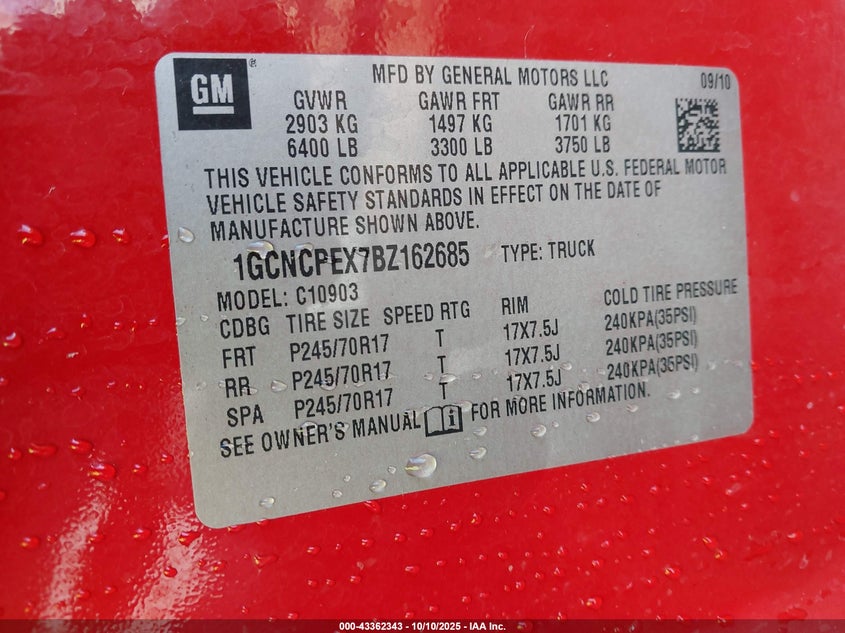 GM
MFD BY GENERAL MOTORS LLC 09/10
GVWR GAWR FRT GAWR RR
2903 KG 1497 KG 1701 KG
6400 LB 3300 LB 3750 LB
THIS VEHICLE CONFORMS TO ALL APPLICABLE U.S. FEDERAL MOTOR
VEHICLE SAFETY STANDARDS IN EFFECT ON THE DATE OF
MANUFACTURE SHOWN ABOVE.
1GCNCPEX7BZ162685 TYPE: TRUCK
MODEL: C10903
CDBG TIRE SIZE SPEED RTG RIM COLD TIRE PRESSURE
FRT P245/70R17 T 17X7.5J 240KPA(35PSI)
RR P245/70R17 T 17X7.5J 240KPA(35PSI)
SPA P245/70R17 T 17X7.5J 240KPA(35PSI)
SEE OWNER'S MANUAL FOR MORE INFORMATION.
000-43362343 - 10/10/2025 - IAA Inc.